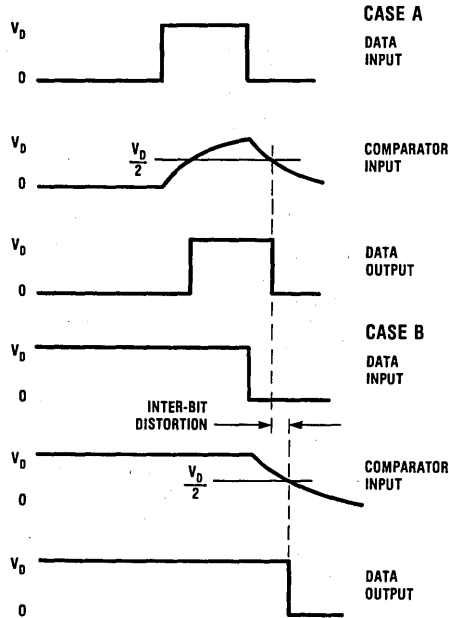 CASE A
V_D
DATA
INPUT
0
V_D
V_D
2
COMPARATOR
INPUT
0
V_D
DATA
OUTPUT
0
CASE B
V_D
DATA
INPUT
0
INTER-BIT
DISTORTION
V_D
V_D
2
COMPARATOR
INPUT
0
V_D
DATA
OUTPUT
0